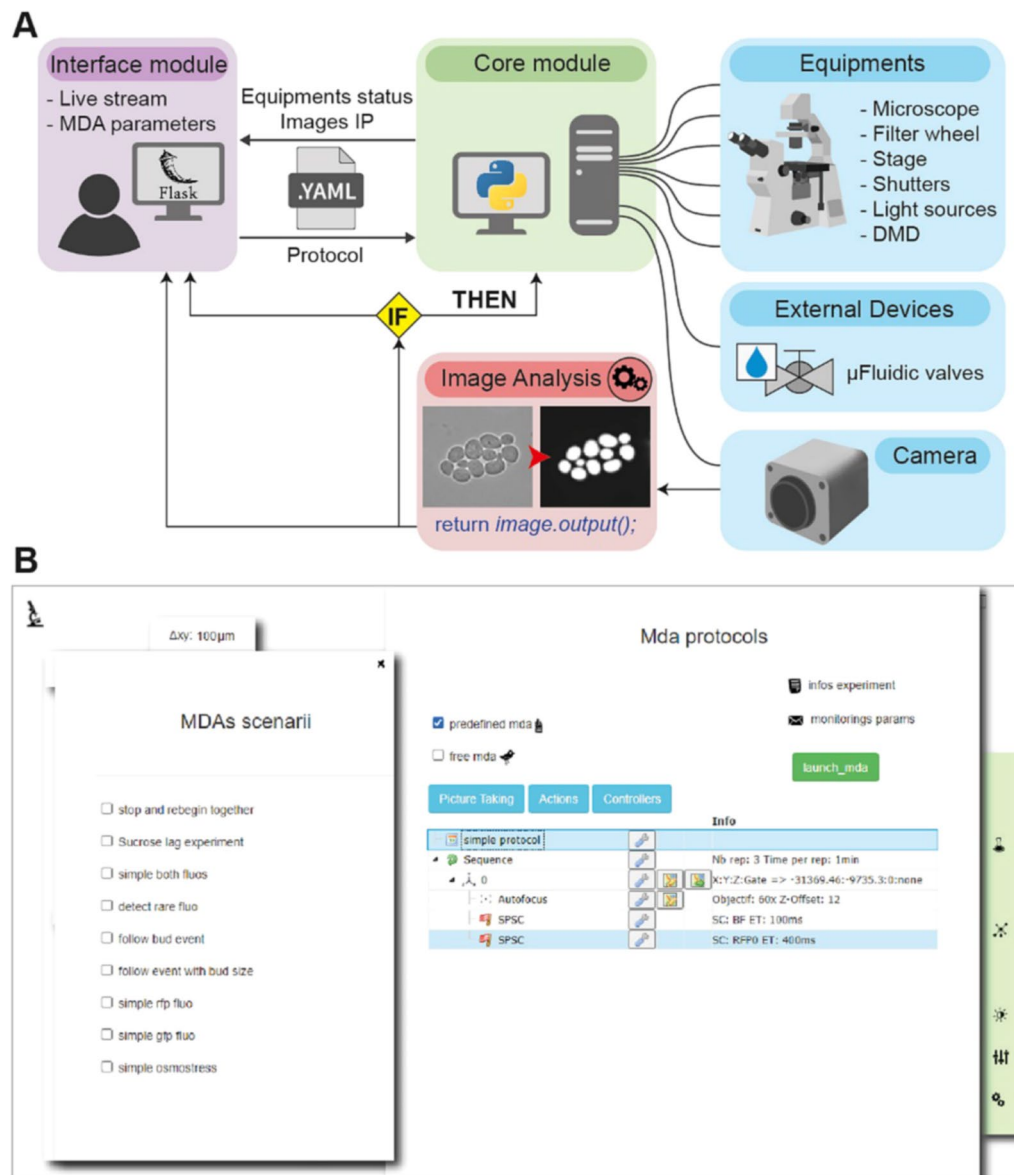 A
Interface module
- Live stream
- MDA parameters
Flask
Equipments status
Images IP
.YAML
Protocol
Core module
Equipments
- Microscope
- Filter wheel
- Stage
- Shutters
- Light sources
- DMD
IF
THEN
External Devices
µFluidic valves
Image Analysis
return image.output();
Camera
B
Δxy: 100µm
MDAs scenarii
stop and rebegin together
Sucrose lag experiment
simple both fluos
detect rare fluo
follow bud event
follow event with bud size
simple rfp fluo
simple gfp fluo
simple osmostress
Mda protocols
infos experiment
predefined mda
monitorings params
free mda
launch_mda
Picture Taking Actions Controllers
Info
simple protocol
Sequence Nb rep: 3 Time per rep: 1min
0 X:Y:Z:Gate => -31369.46:-9735.3:0:none
Autofocus Objectif: 60x Z-Offset: 12
SPSC SC: BF ET: 100ms
SPSC SC: RFP0 ET: 400ms